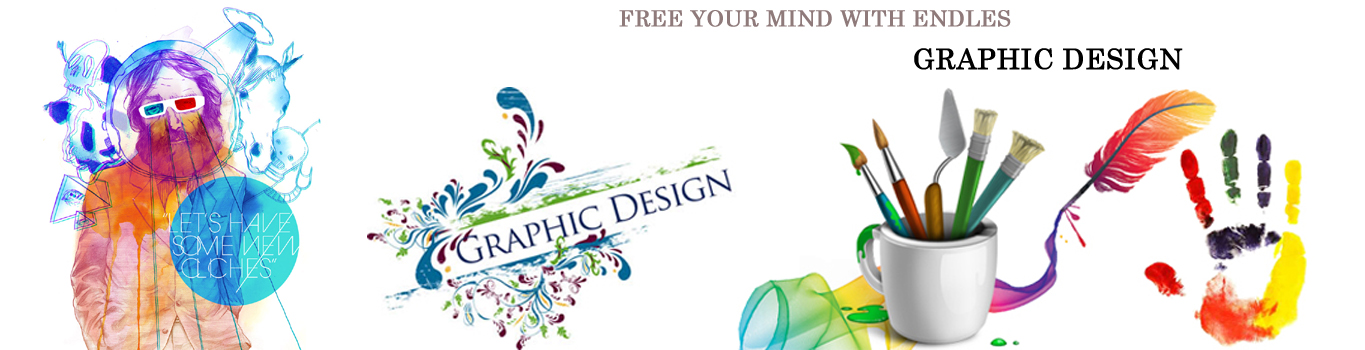 FREE YOUR MIND WITH ENDLES
GRAPHIC DESIGN
GRAPHIC DESIGN
"LET'S HAVE
SOME NEW
CLICHES"